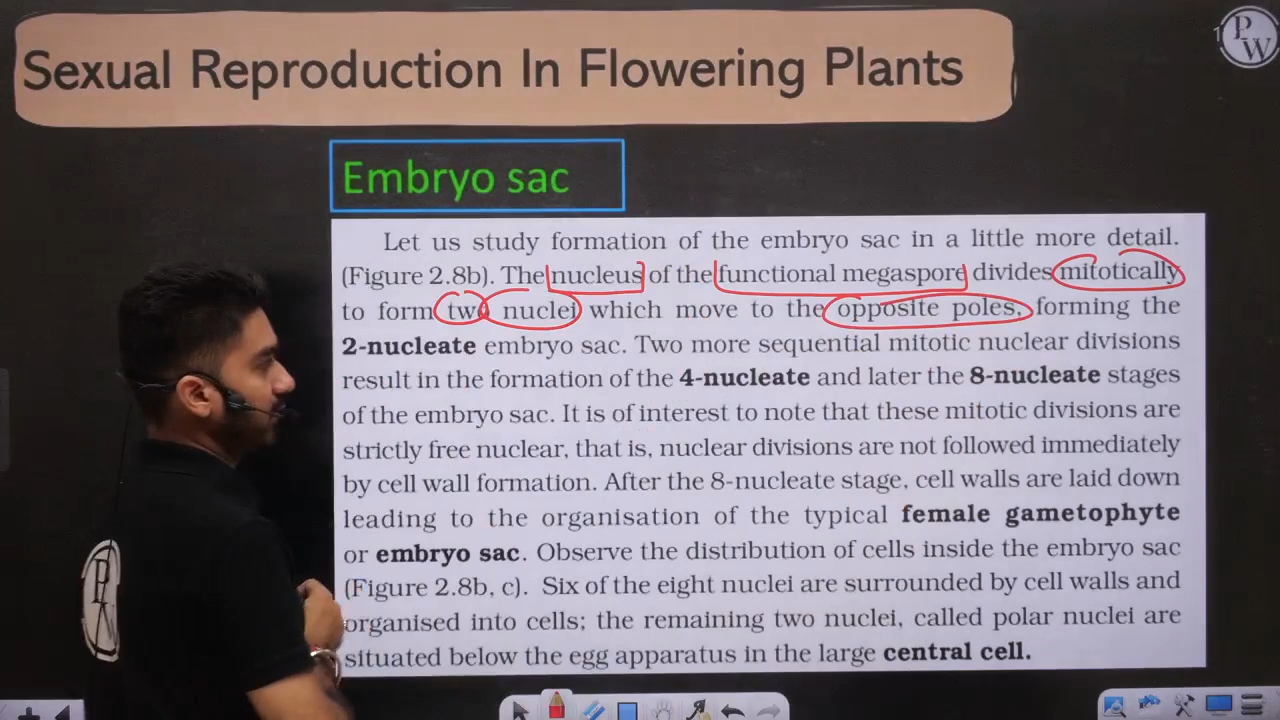 Sexual Reproduction In Flowering Plants
P
W
Embryo sac
Let us study formation of the embryo sac in a little more detail.
(Figure 2.8b). The nucleus of the functional megaspore divides mitotically
to form two nuclei which move to the opposite poles, forming the
2-nucleate embryo sac. Two more sequential mitotic nuclear divisions
result in the formation of the 4-nucleate and later the 8-nucleate stages
of the embryo sac. It is of interest to note that these mitotic divisions are
strictly free nuclear, that is, nuclear divisions are not followed immediately
by cell wall formation. After the 8-nucleate stage, cell walls are laid down
leading to the organisation of the typical female gametophyte
or embryo sac. Observe the distribution of cells inside the embryo sac
(Figure 2.8b, c). Six of the eight nuclei are surrounded by cell walls and
organised into cells; the remaining two nuclei, called polar nuclei are
situated below the egg apparatus in the large central cell.
P
W